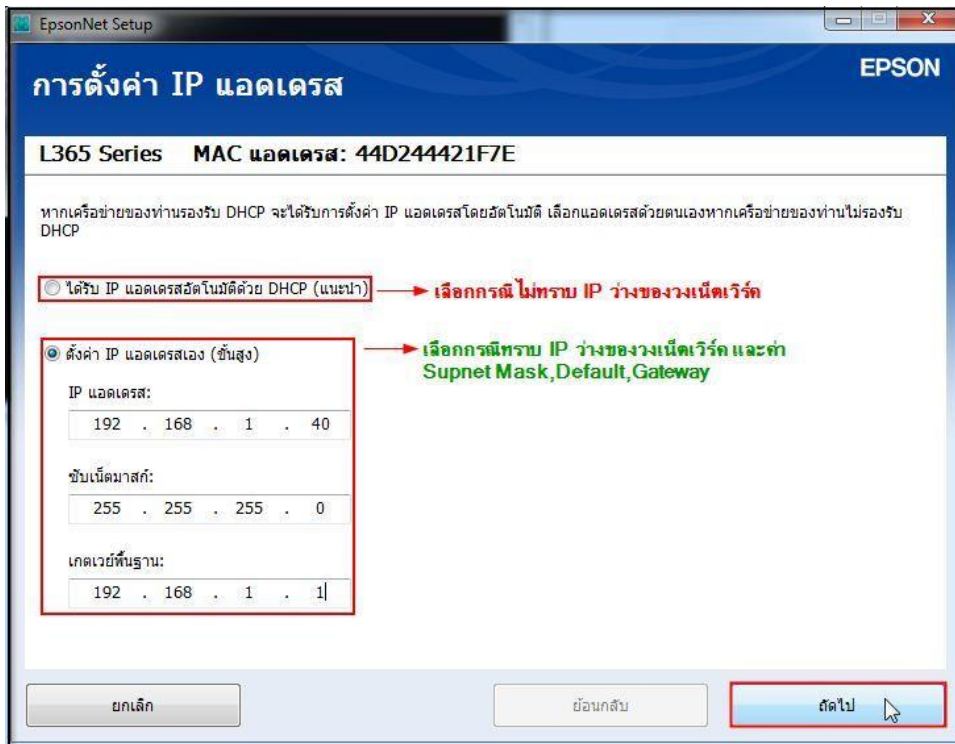 EpsonNet Setup
EPSON
การตั้งค่า IP แอดเดรส
L365 Series MAC แอดเดรส: 44D244421F7E
หากเครือข่ายของท่านรองรับ DHCP จะได้รับการตั้งค่า IP แอดเดรสโดยอัตโนมัติ เลือกแอดเดรสด้วยตนเองหากเครือข่ายของท่านไม่รองรับ
DHCP
ได้รับ IP แอดเดรสอัตโนมัติด้วย DHCP (แนะนำ)
เลือกกรณีไม่ทราบ IP ว่างของวงเน็ตเวิร์ค
ตั้งค่า IP แอดเดรสเอง (ขั้นสูง)
เลือกกรณีทราบ IP ว่างของวงเน็ตเวิร์ค และค่า
Supnet Mask,Default,Gateway
IP แอดเดรส:
192 . 168 . 1 . 40
ซับเน็ตมาสก์:
255 . 255 . 255 . 0
เกตเวย์พื้นฐาน:
192 . 168 . 1 . 1
ยกเลิก
ย้อนกลับ
ถัดไป